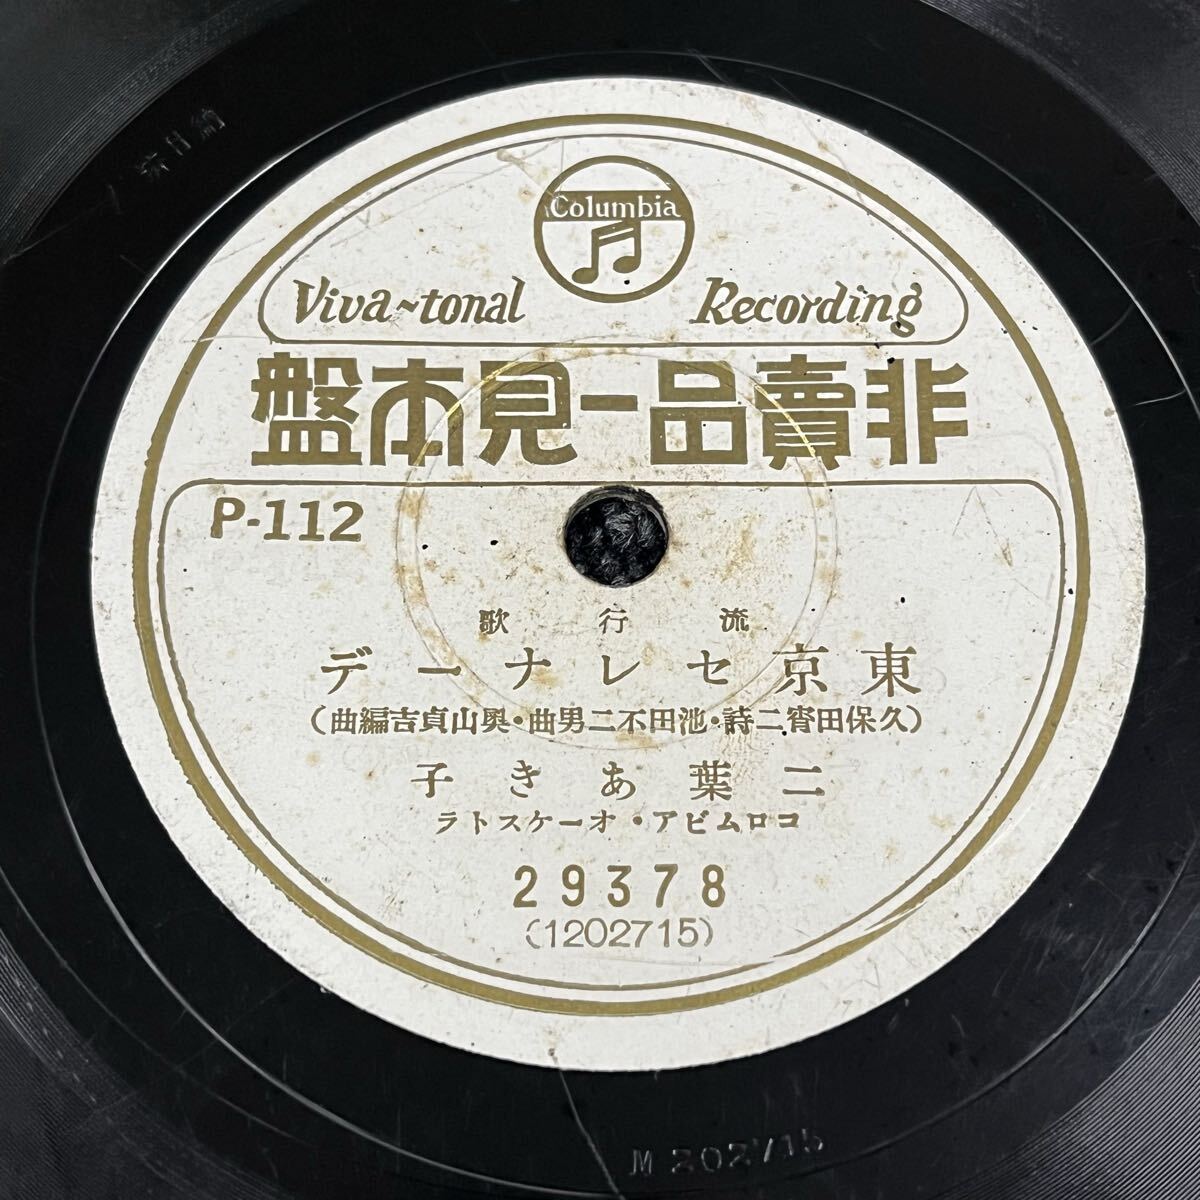 Columbia
Viva-tonal Recording
非賣品ー見本盤
P-112
流行歌
東京セレナーデ
(久保田宵二詩・池田不二男曲・奥山貞吉編曲)
二葉あき子
コロムビア・オーケストラ
29378
(1202715)
M 202715